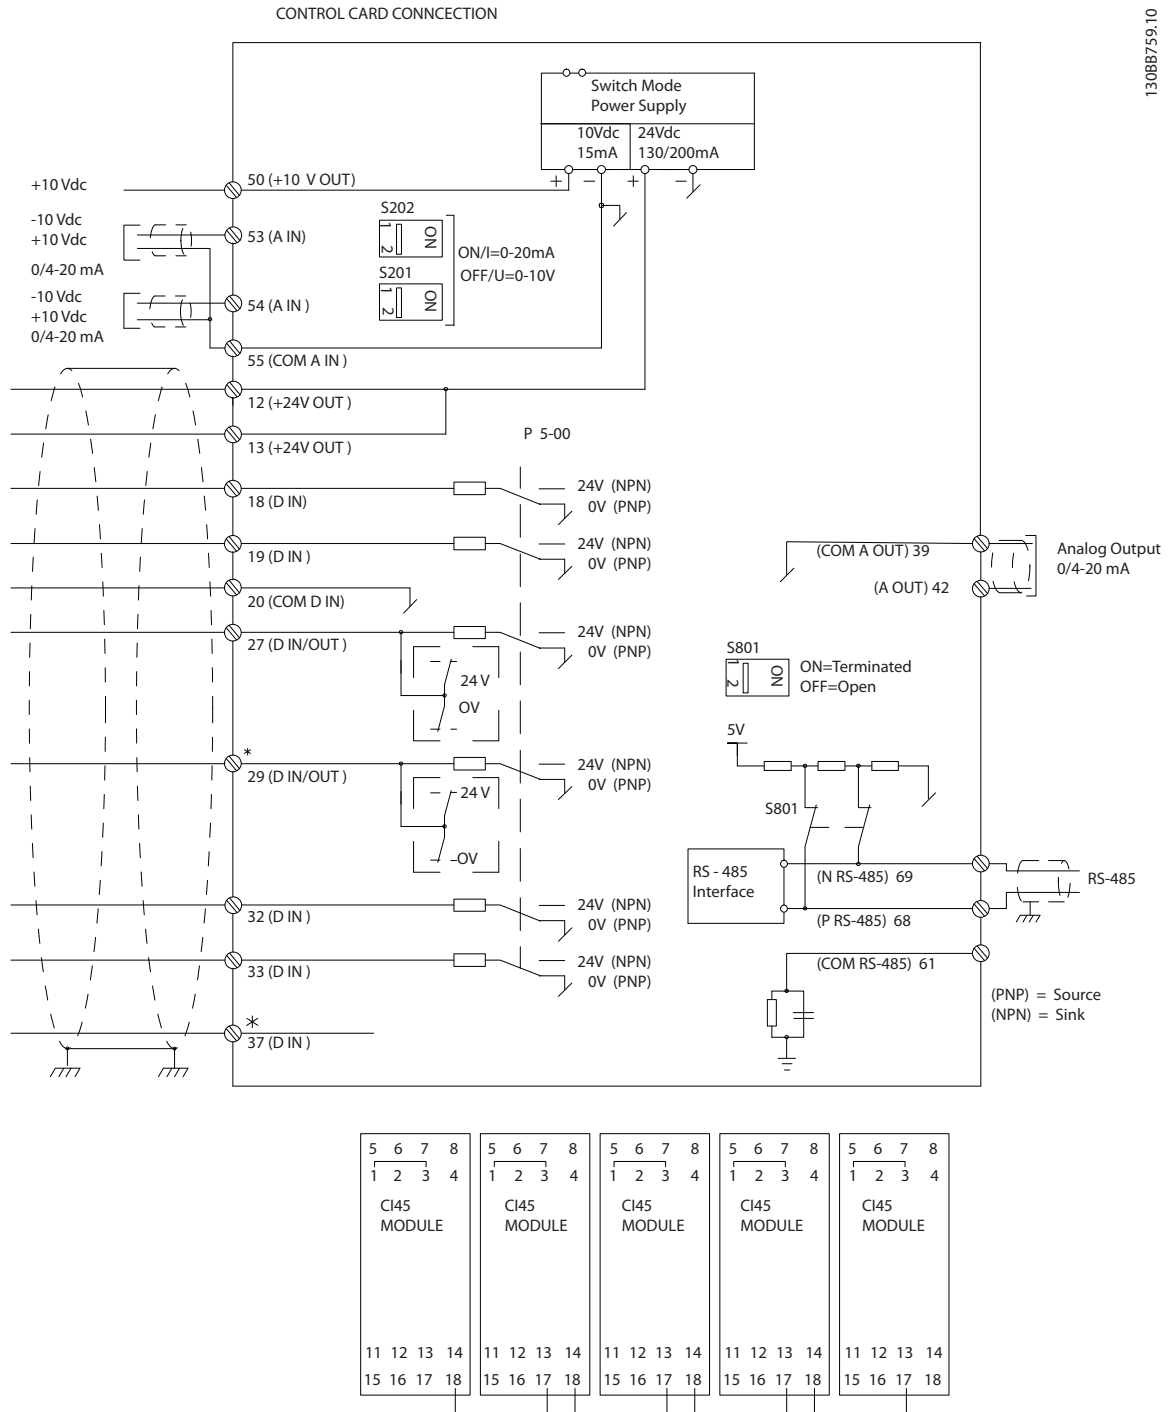 CONTROL CARD CONNCECTION
130BB759.10
Switch Mode
Power Supply
10Vdc
15mA
24Vdc
130/200mA
+ − + −
+10 Vdc
50 (+10 V OUT)
-10 Vdc
+10 Vdc
0/4-20 mA
53 (A IN)
S202
1 2 ON
ON/I=0-20mA
OFF/U=0-10V
S201
1 2 ON
-10 Vdc
+10 Vdc
0/4-20 mA
54 (A IN )
55 (COM A IN )
12 (+24V OUT )
13 (+24V OUT )
P 5-00
18 (D IN)
24V (NPN)
0V (PNP)
19 (D IN )
24V (NPN)
0V (PNP)
(COM A OUT) 39
Analog Output
0/4-20 mA
(A OUT) 42
20 (COM D IN)
27 (D IN/OUT )
24V (NPN)
0V (PNP)
24 V
OV
S801
1 2 ON
ON=Terminated
OFF=Open
5V
*
29 (D IN/OUT )
24V (NPN)
0V (PNP)
24 V
OV
S801
RS - 485
Interface
(N RS-485) 69
RS-485
(P RS-485) 68
32 (D IN )
24V (NPN)
0V (PNP)
33 (D IN )
24V (NPN)
0V (PNP)
(COM RS-485) 61
(PNP) = Source
(NPN) = Sink
*
37 (D IN )
5 6 7 8
1 2 3 4
CI45
MODULE
11 12 13 14
15 16 17 18
5 6 7 8
1 2 3 4
CI45
MODULE
11 12 13 14
15 16 17 18
5 6 7 8
1 2 3 4
CI45
MODULE
11 12 13 14
15 16 17 18
5 6 7 8
1 2 3 4
CI45
MODULE
11 12 13 14
15 16 17 18
5 6 7 8
1 2 3 4
CI45
MODULE
11 12 13 14
15 16 17 18